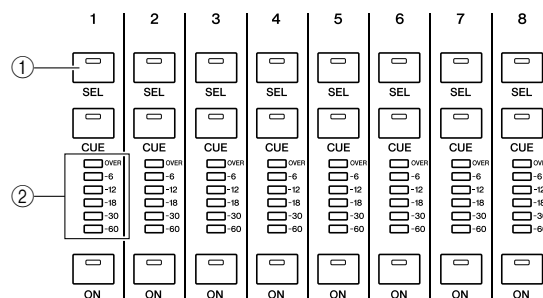 1 2 3 4 5 6 7 8
①
SEL SEL SEL SEL SEL SEL SEL SEL
CUE CUE CUE CUE CUE CUE CUE CUE
OVER OVER OVER OVER OVER OVER OVER OVER
-6 -6 -6 -6 -6 -6 -6 -6
-12 -12 -12 -12 -12 -12 -12 -12
②
-18 -18 -18 -18 -18 -18 -18 -18
-30 -30 -30 -30 -30 -30 -30 -30
-60 -60 -60 -60 -60 -60 -60 -60
ON ON ON ON ON ON ON ON